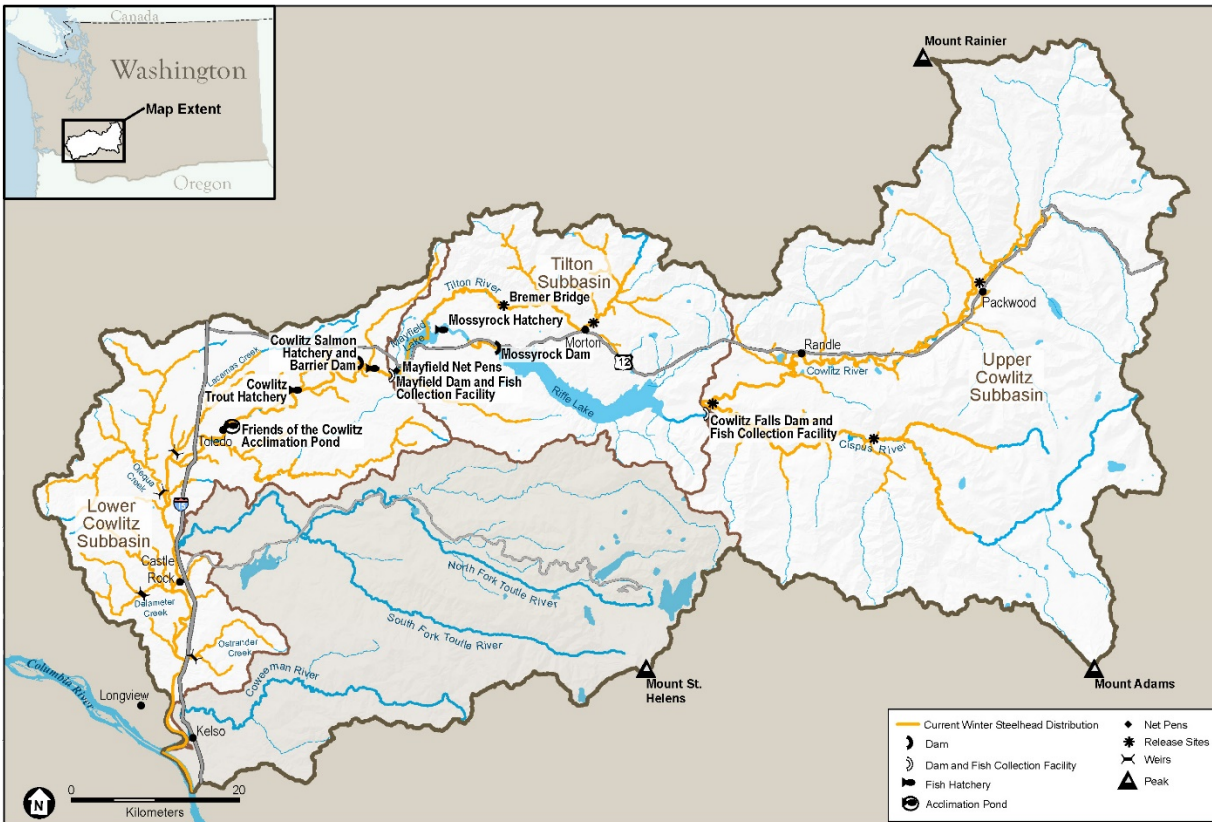 Canada
Washington
Map Extent
Oregon
Mount Rainier
Tilton
Subbasin
Tilton River
Bremer Bridge
Mossyrock Hatchery
Mayfield
Lake
Morton
Mossyrock Dam
12
Riffe Lake
Packwood
Randle
Cowlitz River
Upper
Cowlitz
Subbasin
Cowlitz Salmon
Hatchery and
Barrier Dam
Lacamas Creek
Mayfield Net Pens
Mayfield Dam and Fish
Collection Facility
Cowlitz
Trout Hatchery
Cowlitz Falls Dam and
Fish Collection Facility
Cispus River
Friends of the Cowlitz
Acclimation Pond
Toledo
Olequa
Creek
Lower
Cowlitz
Subbasin
Castle
Rock
Delameter
Creek
Ostrander
Creek
North Fork Toutle River
South Fork Toutle River
Coweeman River
Mount St.
Helens
Mount Adams
Columbia River
Longview
Kelso
N
0 20
Kilometers
Current Winter Steelhead Distribution
Dam
Dam and Fish Collection Facility
Fish Hatchery
Acclimation Pond
Net Pens
Release Sites
Weirs
Peak